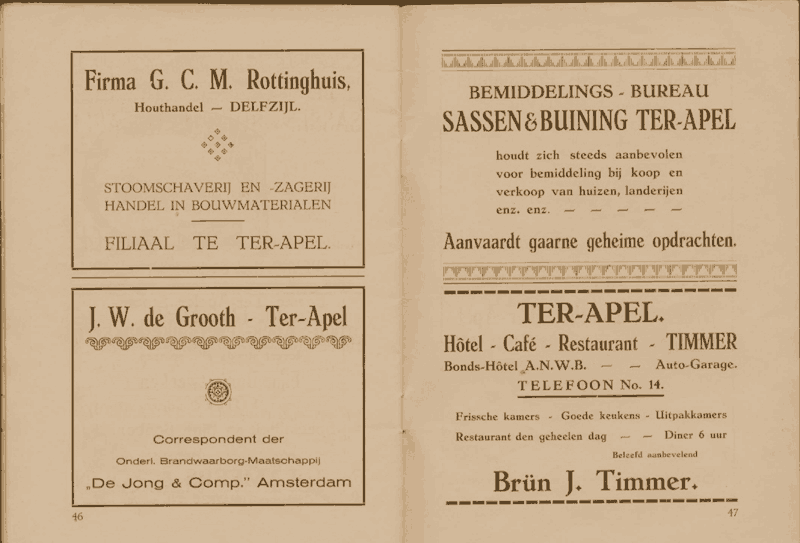 Firma G. C. M. Rottinghuis,
Houthandel — DELFZIJL.
STOOMSCHAVERIJ EN -ZAGERIJ
HANDEL IN BOUWMATERIALEN
FILIAAL TE TER-APEL.
J. W. de Grooth - Ter-Apel
Correspondent der
Onderl. Brandwaarborg-Maatschappij
„De Jong & Comp.” Amsterdam
46
BEMIDDELINGS - BUREAU
SASSEN & BUINING TER-APEL
houdt zich steeds aanbevolen
voor bemiddeling bij koop en
verkoop van huizen, landerijen
enz. enz. — — — — —
Aanvaardt gaarne geheime opdrachten.
TER-APEL.
Hôtel - Café - Restaurant - TIMMER
Bonds-Hôtel A.N.W.B. — — Auto-Garage.
TELEFOON No. 14.
Frissche kamers - Goede keukens - Uitpakkamers
Restaurant den geheelen dag — — Diner 6 uur
Beleefd aanbevelend
Brün J. Timmer.
47